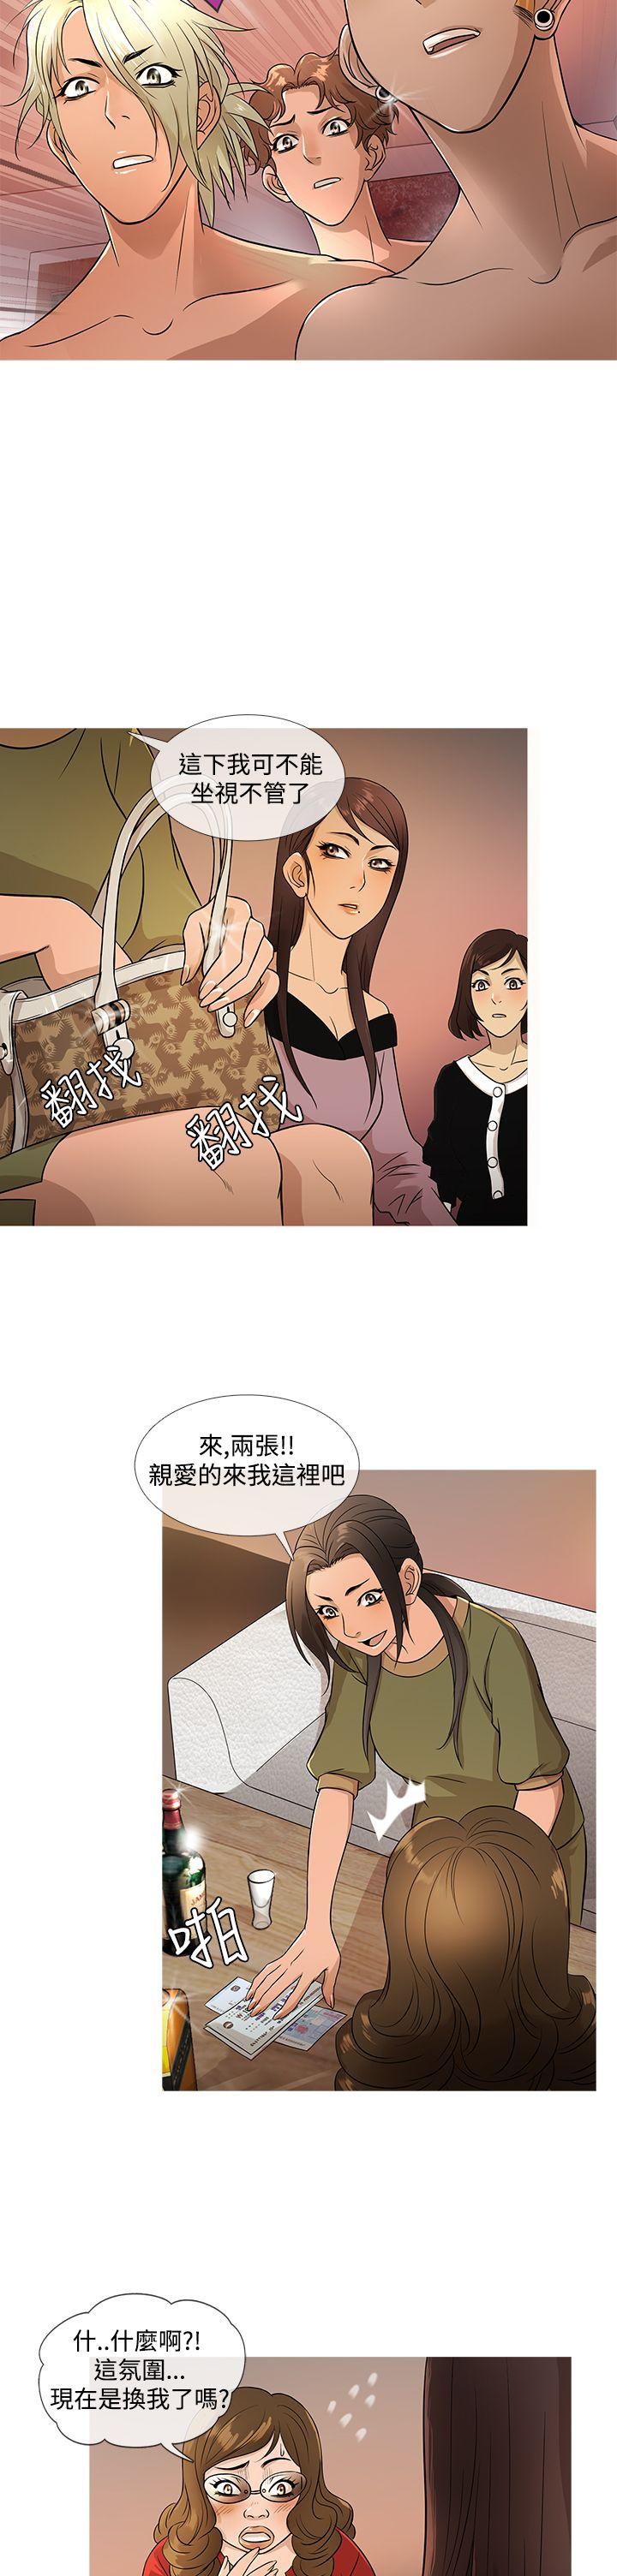 這下我可不能
坐視不管了
翻找
翻找
來,兩張!!
親愛的來我這裡吧
啪
什..什麼啊?!
這氛圍...
現在是換我了嗎?